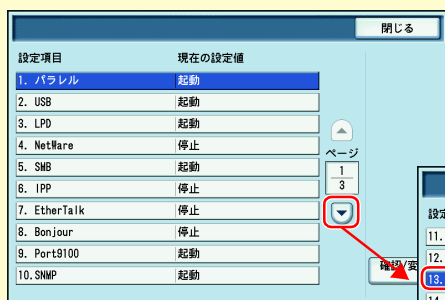 閉じる
設定項目 現在の設定値
1. パラレル 起動
2. USB 起動
3. LPD 起動
4. NetWare 停止
5. SMB 起動
6. IPP 停止
7. EtherTalk 停止
8. Bonjour 停止
9. Port9100 起動
10.SNMP 起動
ページ
1
3
確認/変
設定
11.
12.
13.